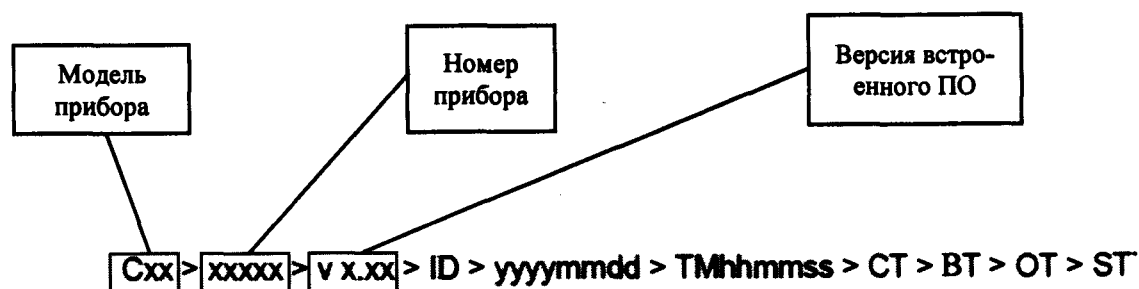 Модель
прибора
Номер
прибора
Версия встро-
енного ПО
Cxx > xxxxx > v x.xx > ID > yyyymmdd > TMhhmmss > CT > BT > OT > ST